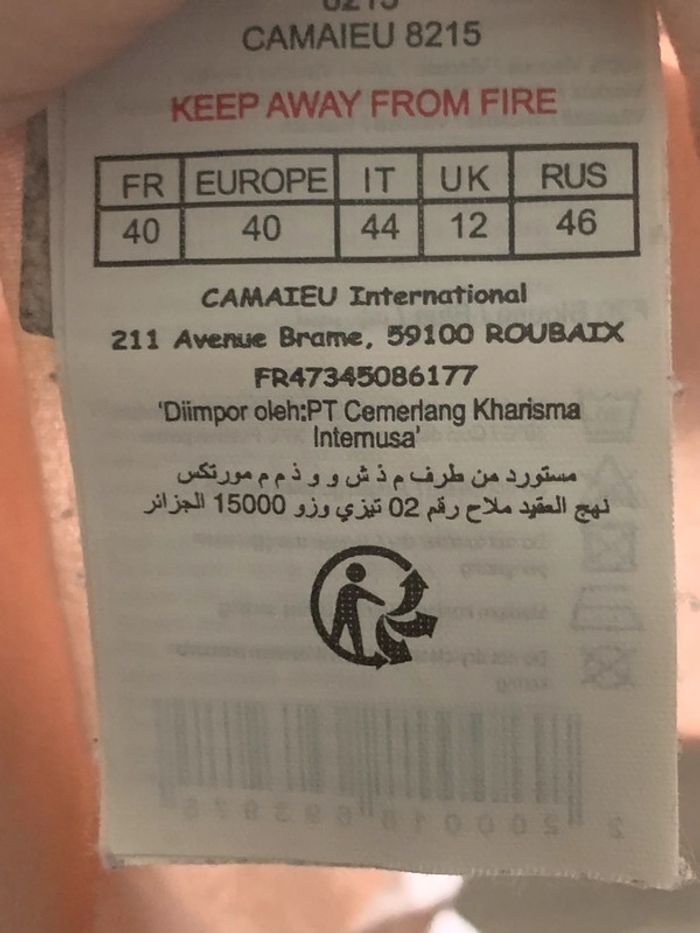 8215
CAMAIEU 8215
KEEP AWAY FROM FIRE
FR EUROPE IT UK RUS
40 40 44 12 46
CAMAIEU International
211 Avenue Brame, 59100 ROUBAIX
FR47345086177
'Diimpor oleh:PT Cemerlang Kharisma
Internusa'
مستورد من طرف م ذ ش و و ذ م م مورتكس
نهج العقيد ملاح رقم 02 تيزي وزو 15000 الجزائر